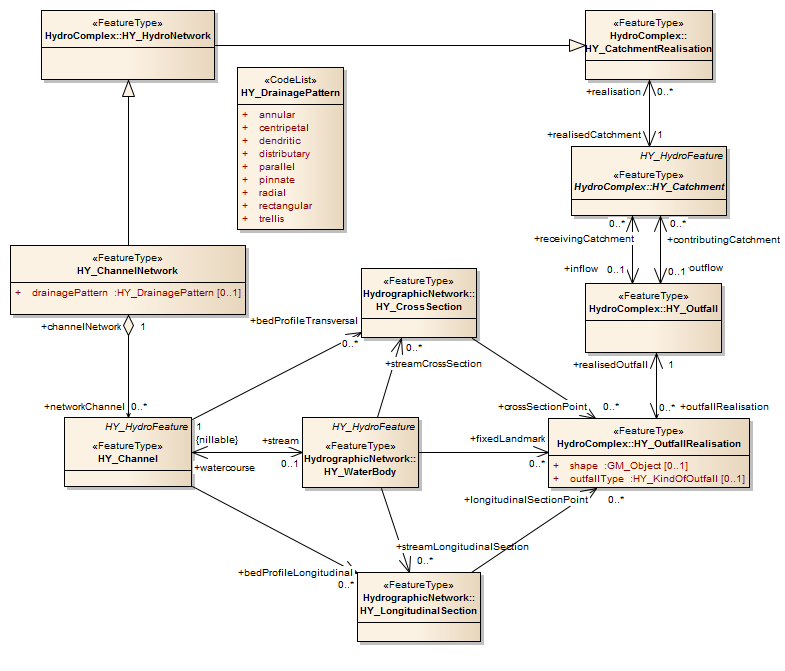 «FeatureType»
HydroComplex::HY_HydroNetwork
«FeatureType»
HydroComplex::
HY_CatchmentRealisation
«CodeList»
HY_DrainagePattern
+ annular
+ centripetal
+ dendritic
+ distributary
+ parallel
+ pinnate
+ radial
+ rectangular
+ trellis
+realisation
0..*
+realisedCatchment
1
HY_HydroFeature
«FeatureType»
HydroComplex::HY_Catchment
0..*
0..*
+receivingCatchment
+contributingCatchment
+inflow
0..1
0..1
+outflow
«FeatureType»
HydroComplex::HY_Outfall
«FeatureType»
HY_ChannelNetwork
+ drainagePattern :HY_DrainagePattern [0..1]
+channelNetwork
1
«FeatureType»
HydrographicNetwork::
HY_CrossSection
+bedProfileTransversal
0..*
0..*
+streamCrossSection
+realisedOutfall
1
+networkChannel
0..*
+crossSectionPoint
0..*
0..*
+outfallRealisation
HY_HydroFeature
«FeatureType»
HY_Channel
1
{nillable}
+stream
0..1
+watercourse
HY_HydroFeature
«FeatureType»
HydrographicNetwork::
HY_WaterBody
+fixedLandmark
0..*
«FeatureType»
HydroComplex::HY_OutfallRealisation
+ shape :GM_Object [0..1]
+ outfallType :HY_KindOfOutfall [0..1]
+longitudinalSectionPoint
0..*
+streamLongitudinalSection
0..*
+bedProfileLongitudinal
0..*
«FeatureType»
HydrographicNetwork::
HY_LongitudinalSection